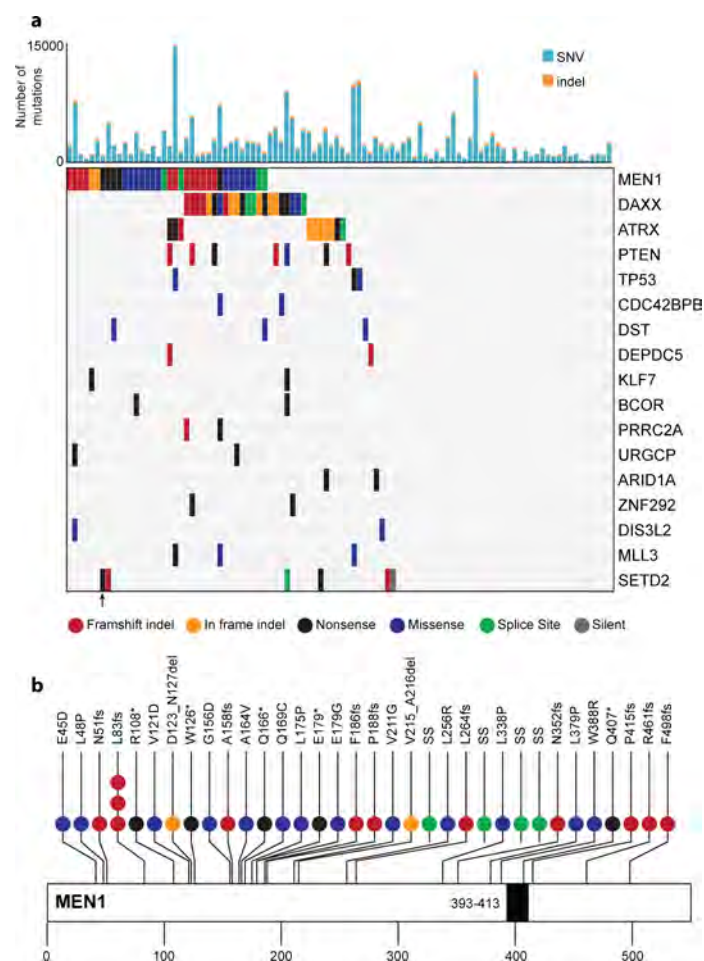 a
15000
0
Number of
mutations
SNV
indel
MEN1
DAXX
ATRX
PTEN
TP53
CDC42BPB
DST
DEPDC5
KLF7
BCOR
PRRC2A
URGCP
ARID1A
ZNF292
DIS3L2
MLL3
SETD2
Framshift indel
In frame indel
Nonsense
Missense
Splice Site
Silent
b
E45D
L48P
N51fs
L83fs
R108*
V121D
D123_N127del
W126*
G156D
A158fs
A164V
Q166*
Q169C
L175P
E179*
E179G
F186fs
P188fs
V211G
V215_A216del
SS
L256R
L264fs
SS
L338P
SS
SS
N352fs
L379P
W388R
Q407*
P415fs
R461fs
F498fs
MEN1
393-413
0
100
200
300
400
500